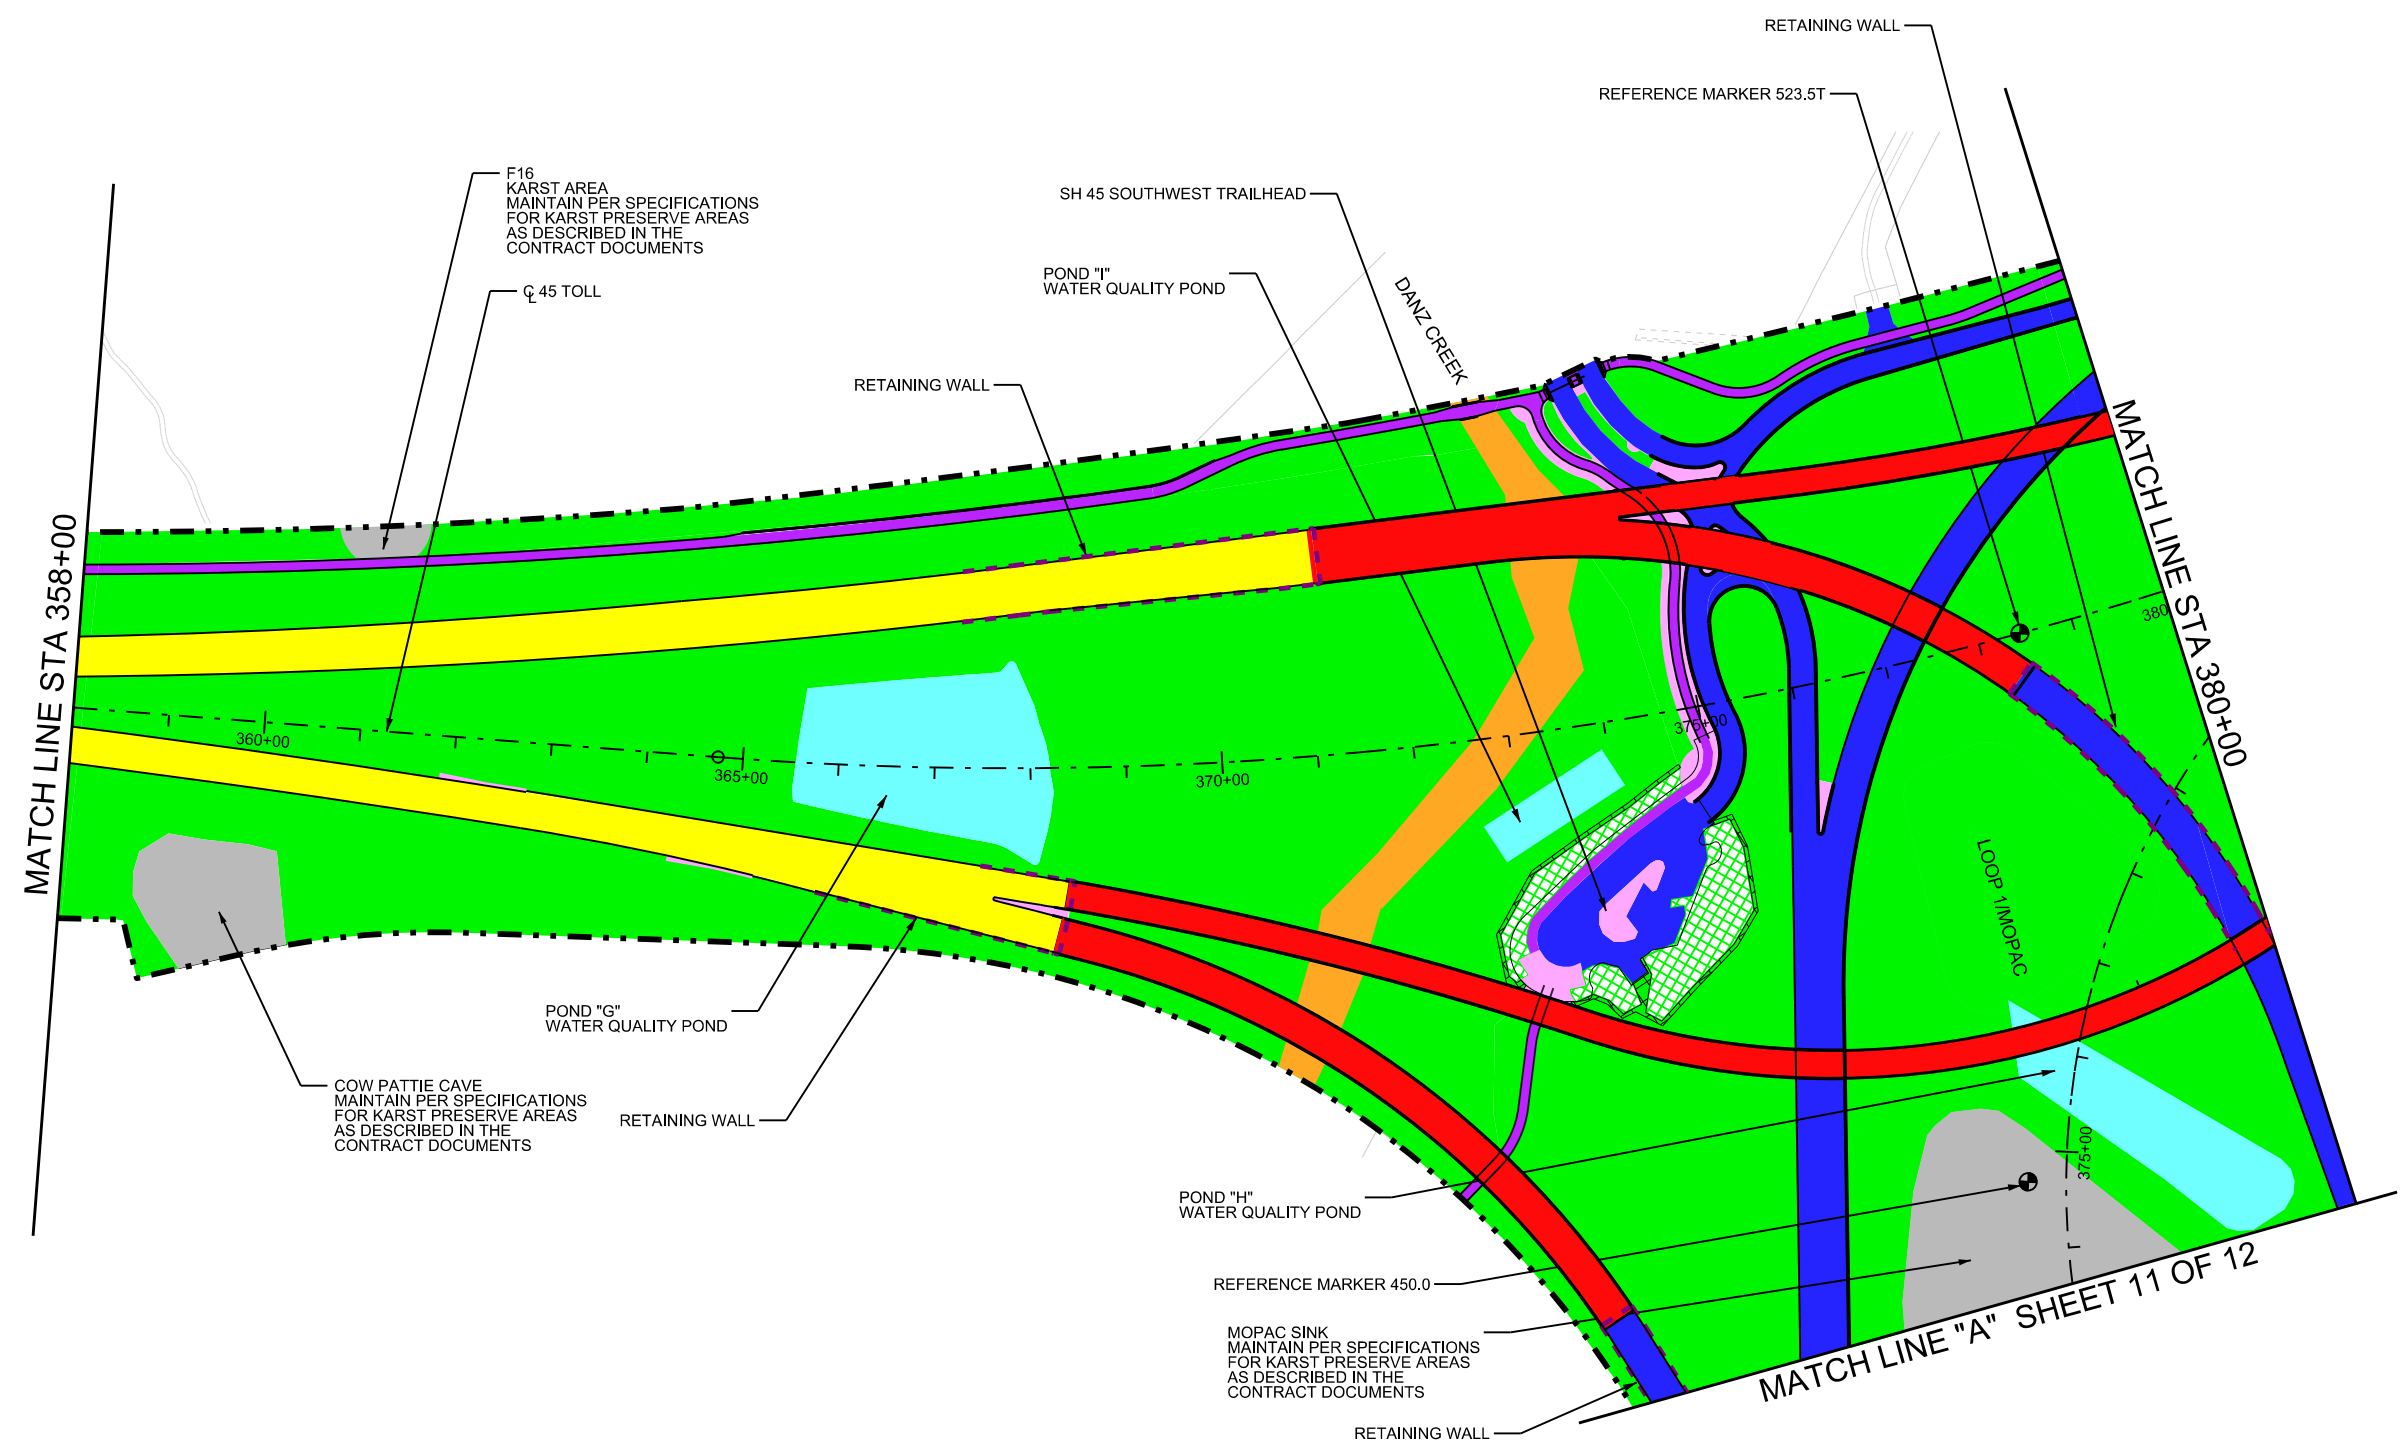 RETAINING WALL
REFERENCE MARKER 523.5T
F16
KARST AREA
MAINTAIN PER SPECIFICATIONS
FOR KARST PRESERVE AREAS
AS DESCRIBED IN THE
CONTRACT DOCUMENTS
SH 45 SOUTHWEST TRAILHEAD
POND "I"
WATER QUALITY POND
℄ 45 TOLL
DANZ CREEK
RETAINING WALL
MATCH LINE STA 358+00
MATCH LINE STA 380+00
380
360+00
365+00
370+00
375+00
LOOP 1/MOPAC
POND "G"
WATER QUALITY POND
COW PATTIE CAVE
MAINTAIN PER SPECIFICATIONS
FOR KARST PRESERVE AREAS
AS DESCRIBED IN THE
CONTRACT DOCUMENTS
RETAINING WALL
375+00
POND "H"
WATER QUALITY POND
REFERENCE MARKER 450.0
MOPAC SINK
MAINTAIN PER SPECIFICATIONS
FOR KARST PRESERVE AREAS
AS DESCRIBED IN THE
CONTRACT DOCUMENTS
MATCH LINE "A" SHEET 11 OF 12
RETAINING WALL